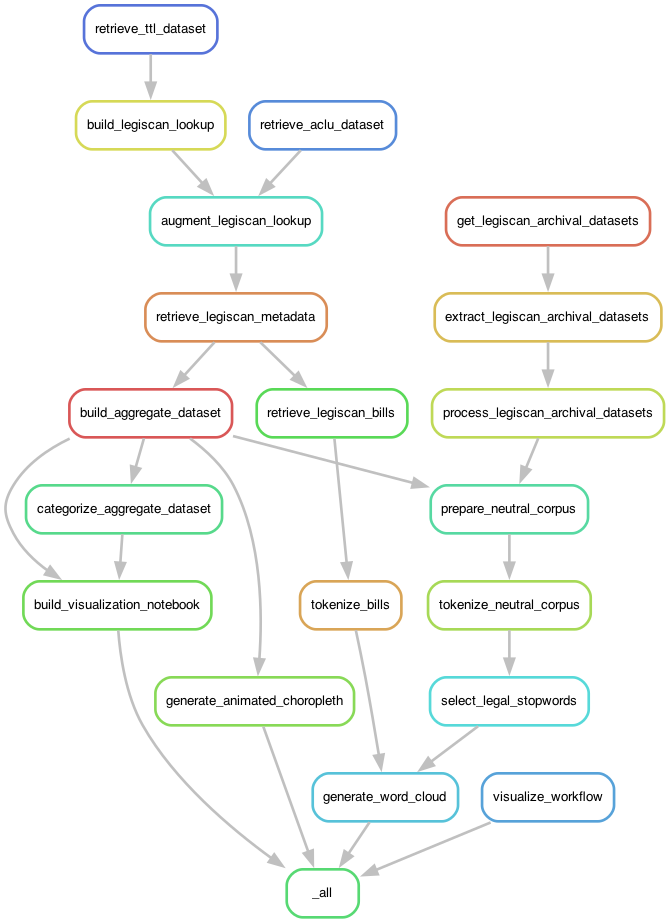 retrieve_ttl_dataset
build_legiscan_lookup
retrieve_aclu_dataset
augment_legiscan_lookup
get_legiscan_archival_datasets
retrieve_legiscan_metadata
extract_legiscan_archival_datasets
build_aggregate_dataset
retrieve_legiscan_bills
process_legiscan_archival_datasets
categorize_aggregate_dataset
prepare_neutral_corpus
build_visualization_notebook
tokenize_bills
tokenize_neutral_corpus
generate_animated_choropleth
select_legal_stopwords
generate_word_cloud
visualize_workflow
_all